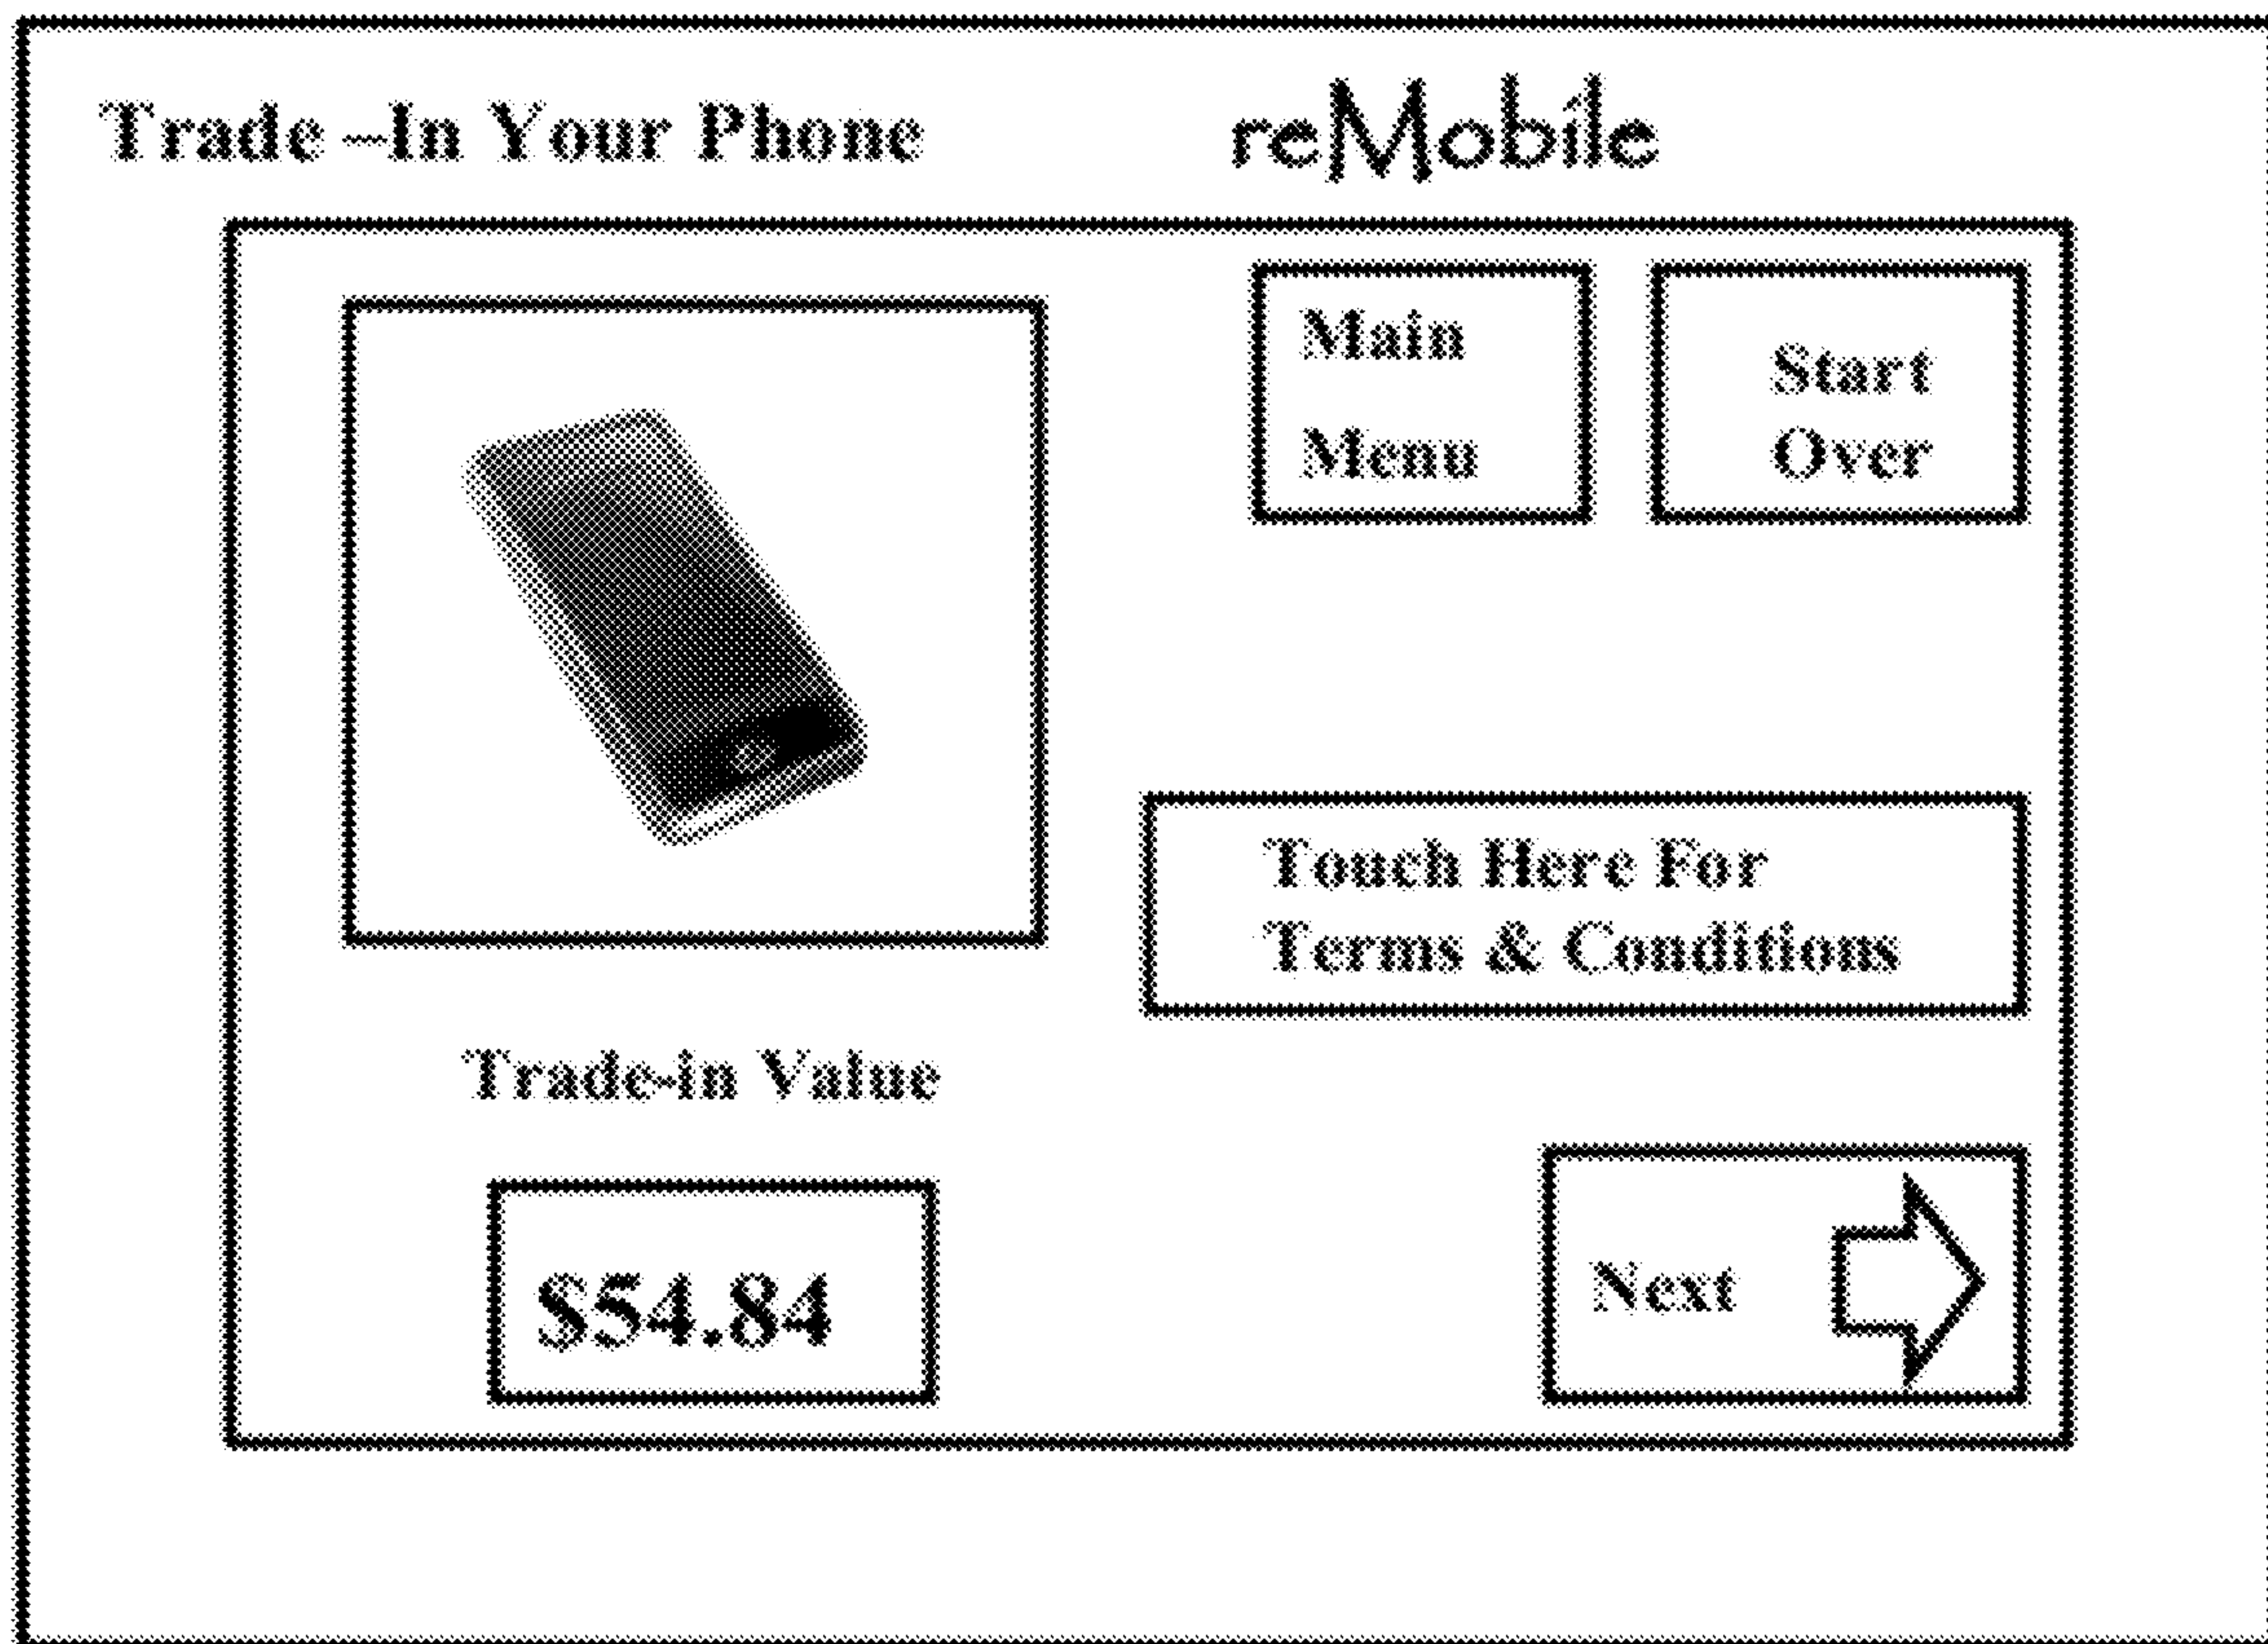 Trade –In Your Phone
reMobile
Main
Menu
Start
Over
Touch Here For
Terms & Conditions
Trade-in Value
$54.84
Next